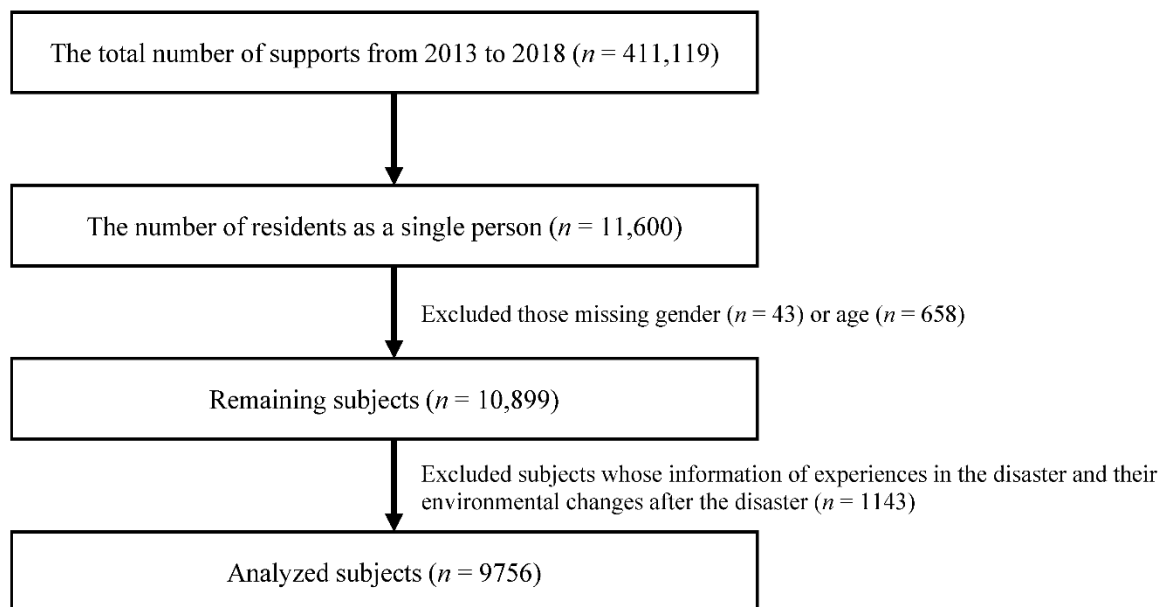 The total number of supports from 2013 to 2018 (n = 411,119)
The number of residents as a single person (n = 11,600)
Excluded those missing gender (n = 43) or age (n = 658)
Remaining subjects (n = 10,899)
Excluded subjects whose information of experiences in the disaster and their
environmental changes after the disaster (n = 1143)
Analyzed subjects (n = 9756)